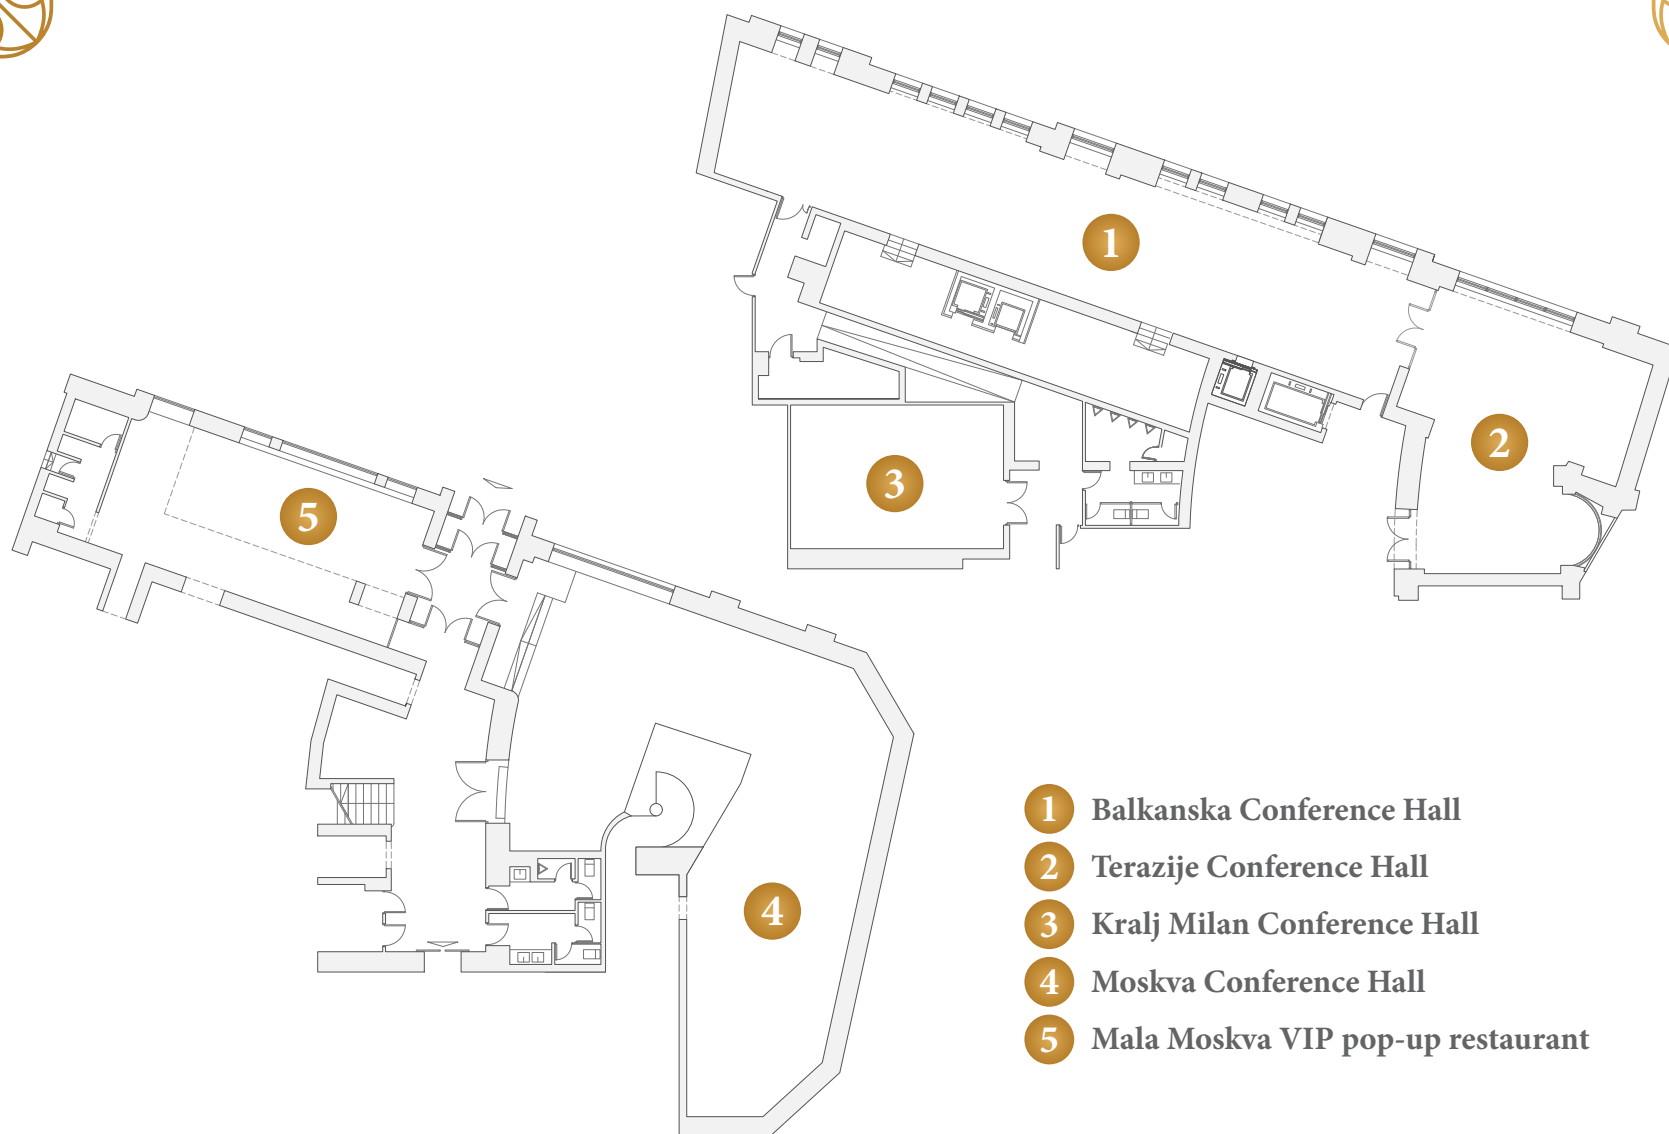 1
2
3
5
4
1 Balkanska Conference Hall
2 Terazije Conference Hall
3 Kralj Milan Conference Hall
4 Moskva Conference Hall
5 Mala Moskva VIP pop-up restaurant